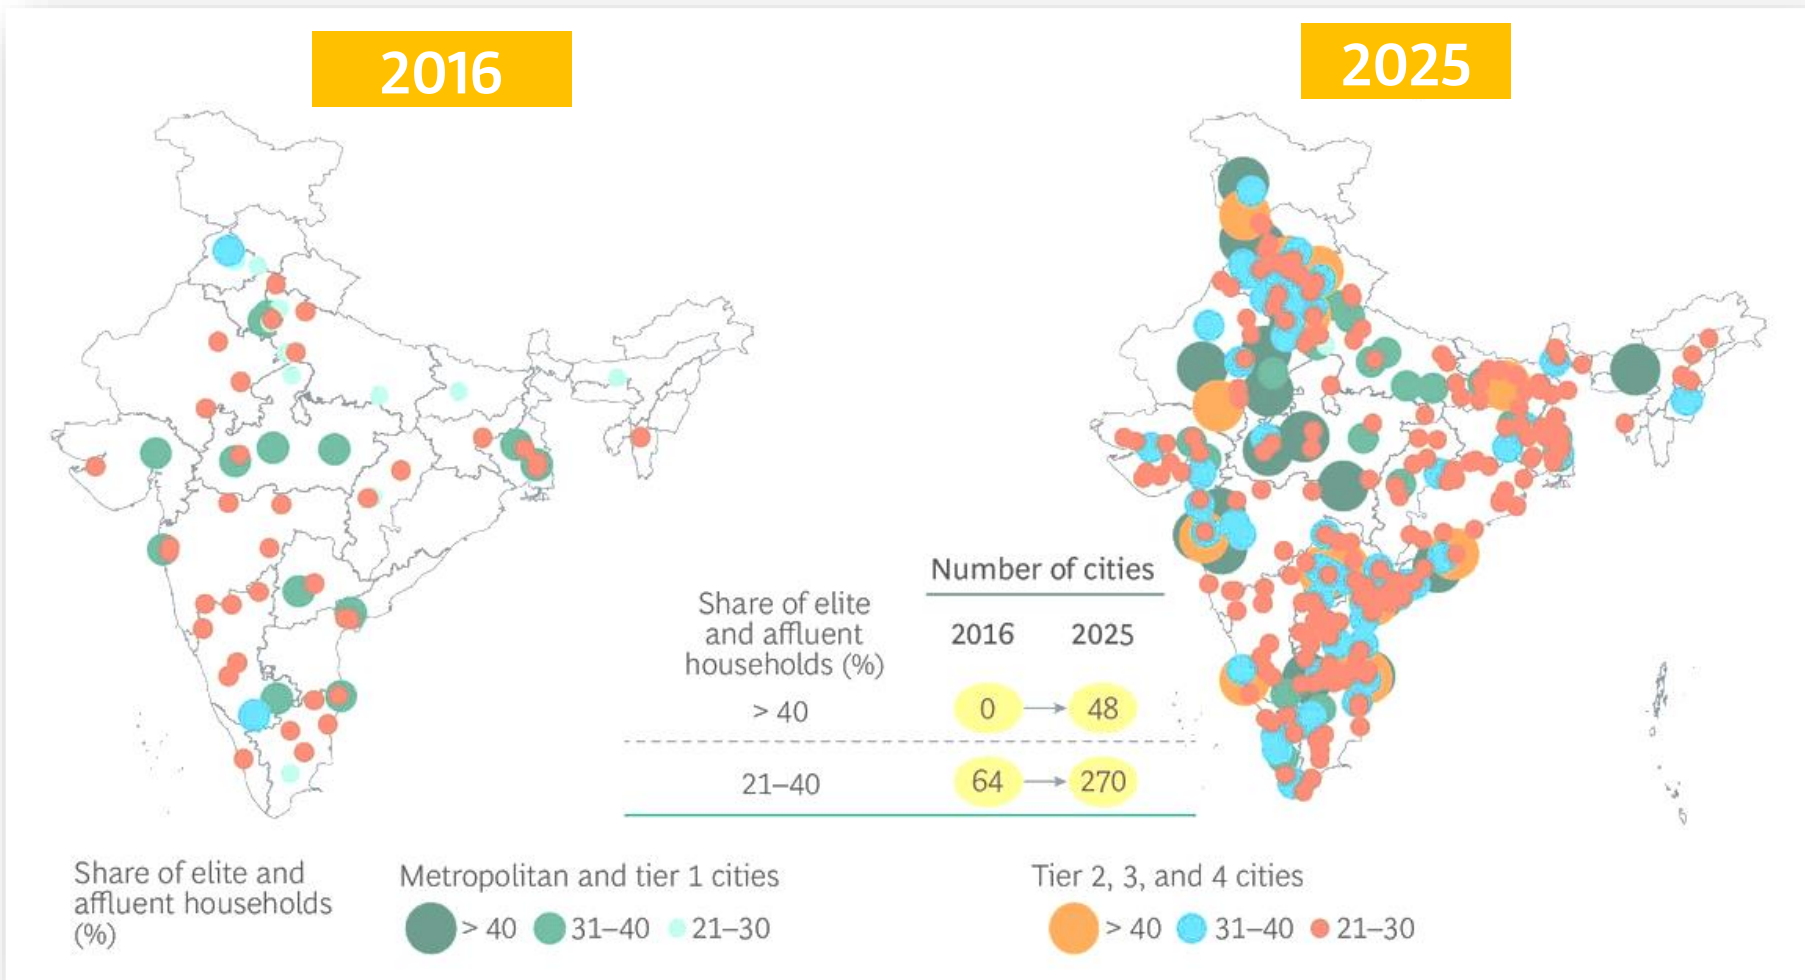 2016
2025
Number of cities
Share of elite
and affluent
households (%)
2016 2025
> 40 0 48
21–40 64 270
Share of elite and
affluent households
(%)
Metropolitan and tier 1 cities
> 40 31–40 21–30
Tier 2, 3, and 4 cities
> 40 31–40 21–30